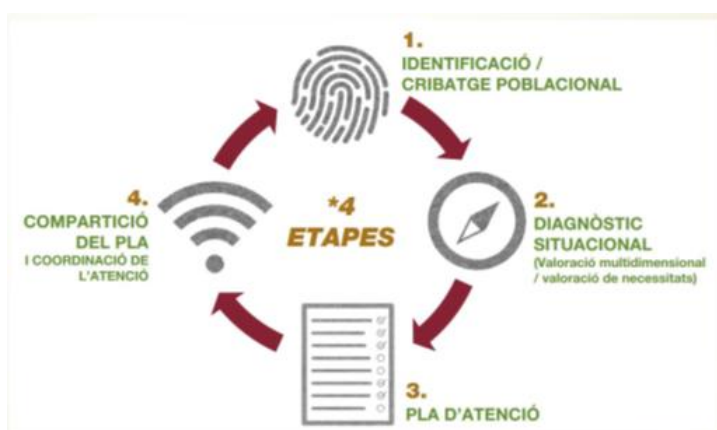 1.
IDENTIFICACIÓ /
CRIBATGE POBLACIONAL
2.
DIAGNÒSTIC
SITUACIONAL
(Valoració multidimensional
/ valoració de necessitats)
3.
PLA D'ATENCIÓ
4.
COMPARTICIÓ
DEL PLA
I COORDINACIÓ DE
L'ATENCIÓ
*4
ETAPES